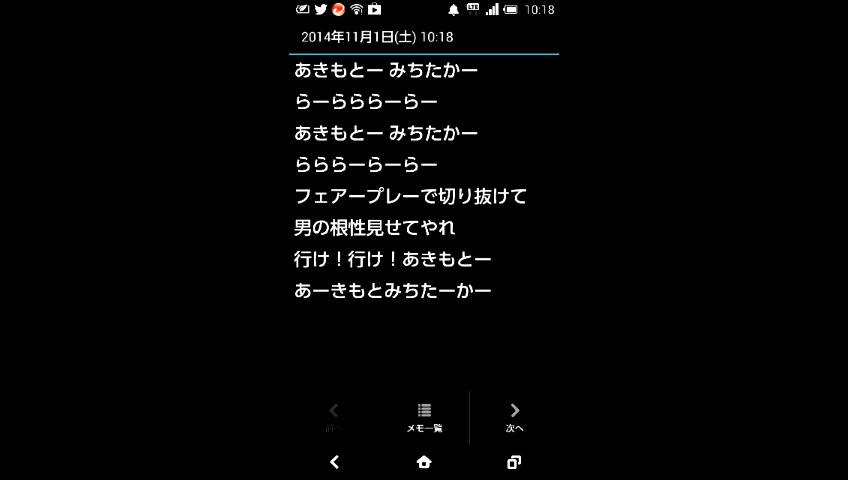 10:18
2014年11月1日(土) 10:18
あきもとー みちたかー
らーらららーらー
あきもとー みちたかー
らららーらーらー
フェアープレーで切り抜けて
男の根性見せてやれ
行け！行け！あきもとー
あーきもとみちたーかー
前へ
メモ一覧
次へ